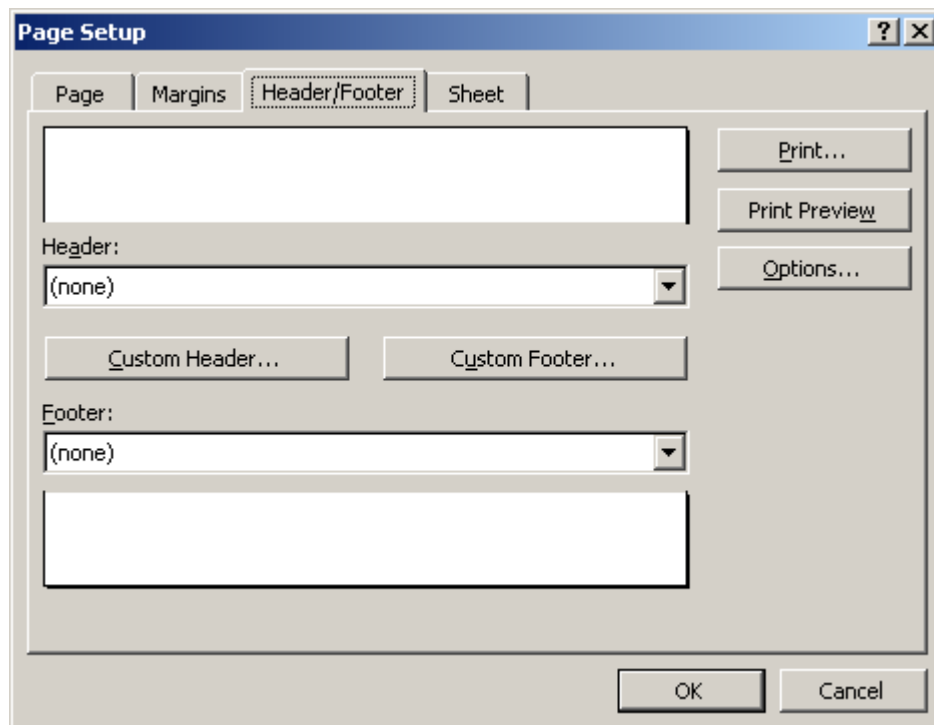 Page Setup
Page Margins Header/Footer Sheet
Print...
Print Preview
Header:
(none)
Options...
Custom Header... Custom Footer...
Footer:
(none)
OK Cancel